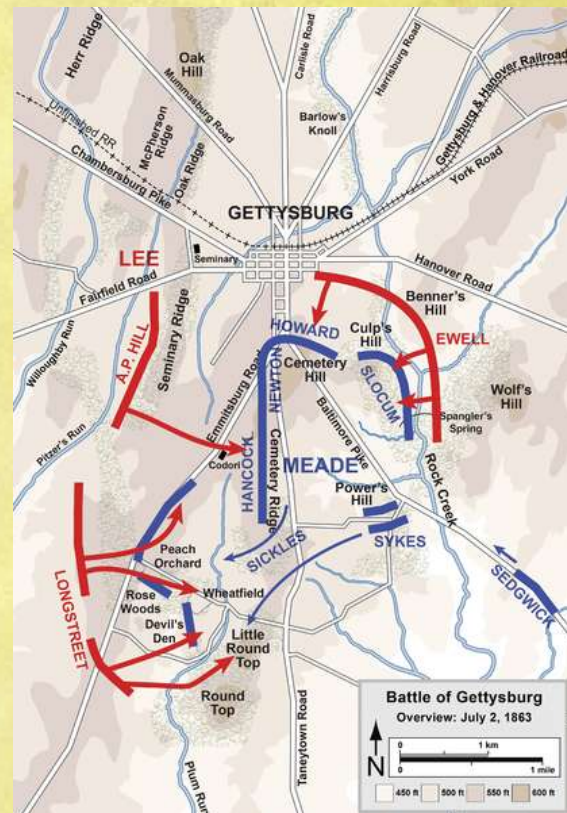 Herr Ridge
Oak
Hill
Mummasburg Road
Carlisle Road
Harrisburg Road
Unfinished RR
McPherson
Ridge
Oak Ridge
Barlow's
Knoll
Gettysburg & Hanover Railroad
Chambersburg Pike
York Road
GETTYSBURG
Seminary
LEE
Fairfield Road
Hanover Road
Benner's
Hill
Willoughby Run
A.P. HILL
Seminary Ridge
HOWARD
Culp's
Hill
EWELL
NEWTON
Cemetery
Hill
SLOCUM
Wolf's
Hill
Emmitsburg Road
Baltimore Pike
Spangler's
Spring
Pitzer's Run
Codori
HANCOCK
Cemetery Ridge
MEADE
Rock Creek
Power's
Hill
SICKLES
SYKES
Peach
Orchard
SEDGWICK
LONGSTREET
Rose
Woods
Wheatfield
Devil's
Den
Little
Round
Top
Round
Top
Taneytown Road
Plum Run
Battle of Gettysburg
Overview: July 2, 1863
N
0 1 km
0 1 mile
450 ft 500 ft 550 ft 600 ft